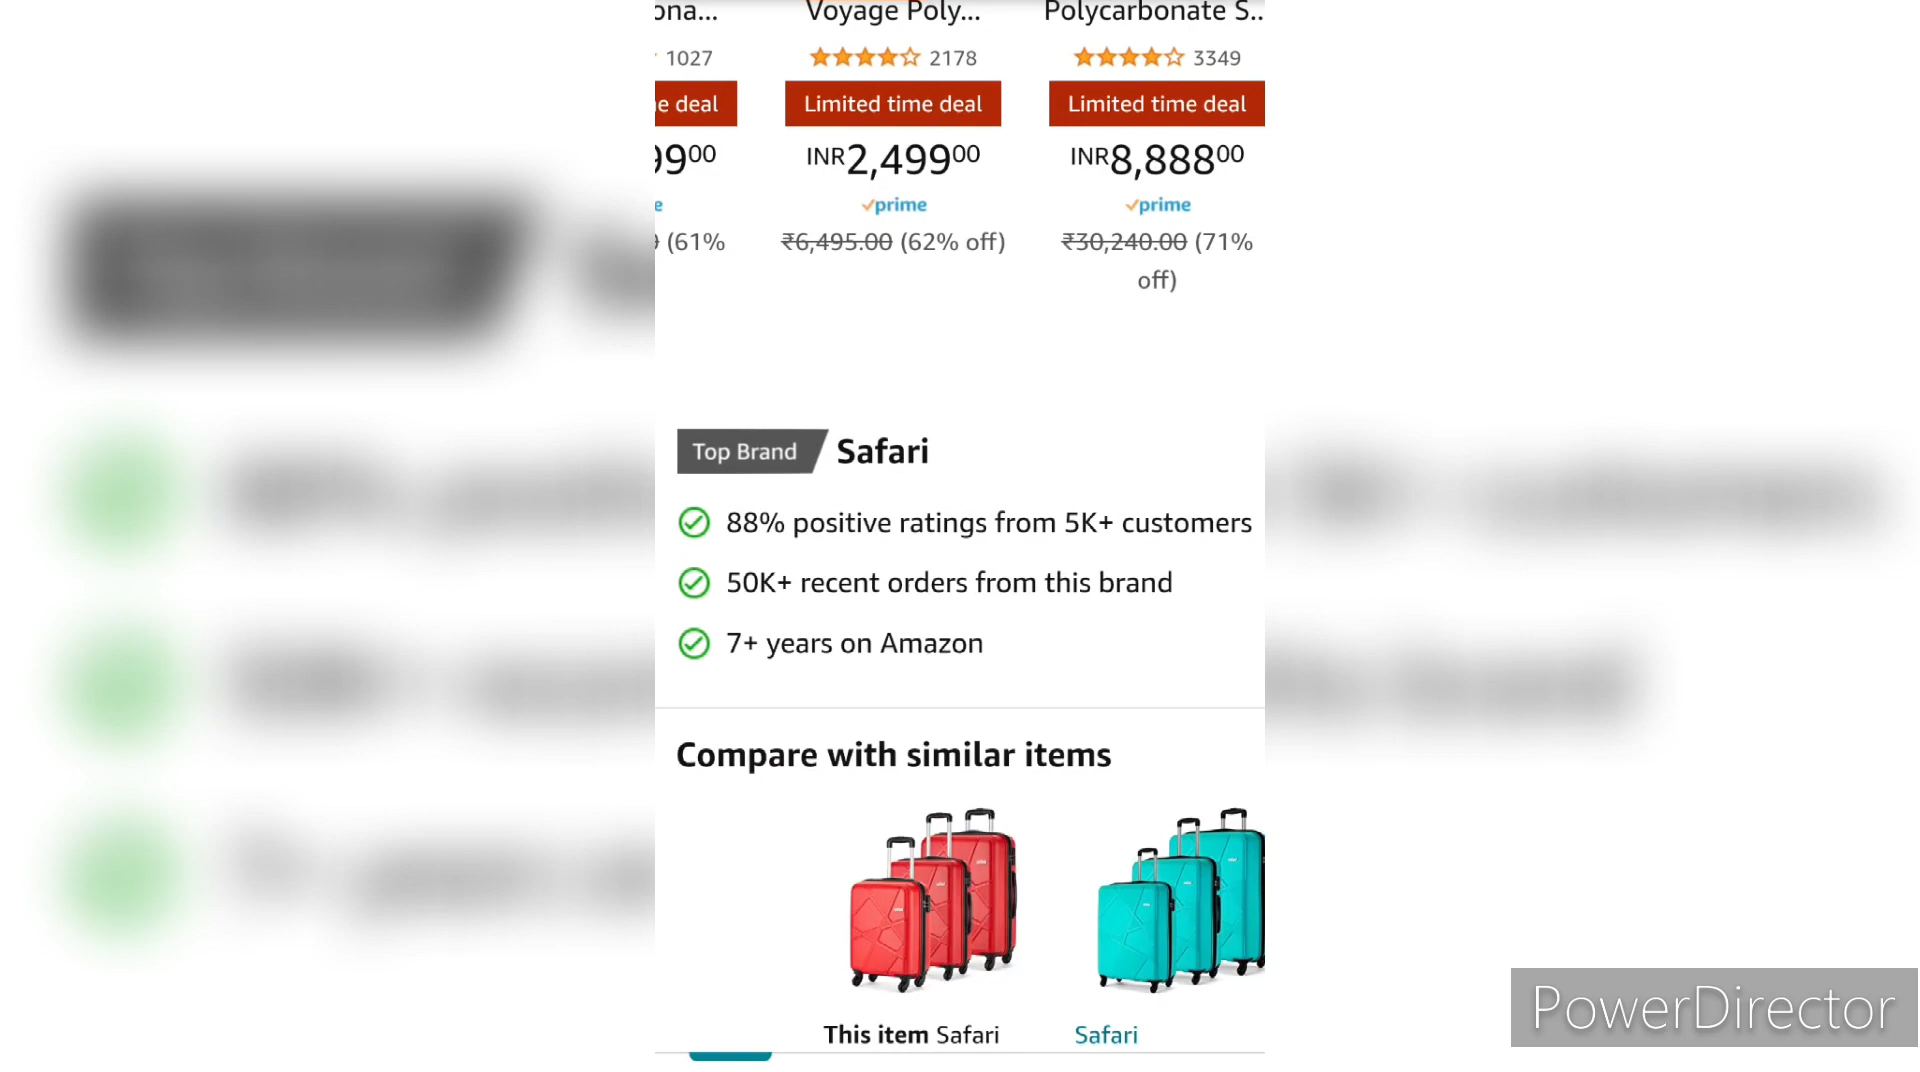 ona... Voyage Poly... Polycarbonate S..
1027 2178 3349
e deal Limited time deal Limited time deal
9900 INR2,49900 INR8,88800
e prime prime
(61% ₹6,495.00 (62% off) ₹30,240.00 (71%
off)
Top Brand Safari
88% positive ratings from 5K+ customers
50K+ recent orders from this brand
7+ years on Amazon
Compare with similar items
This item Safari Safari
PowerDirector